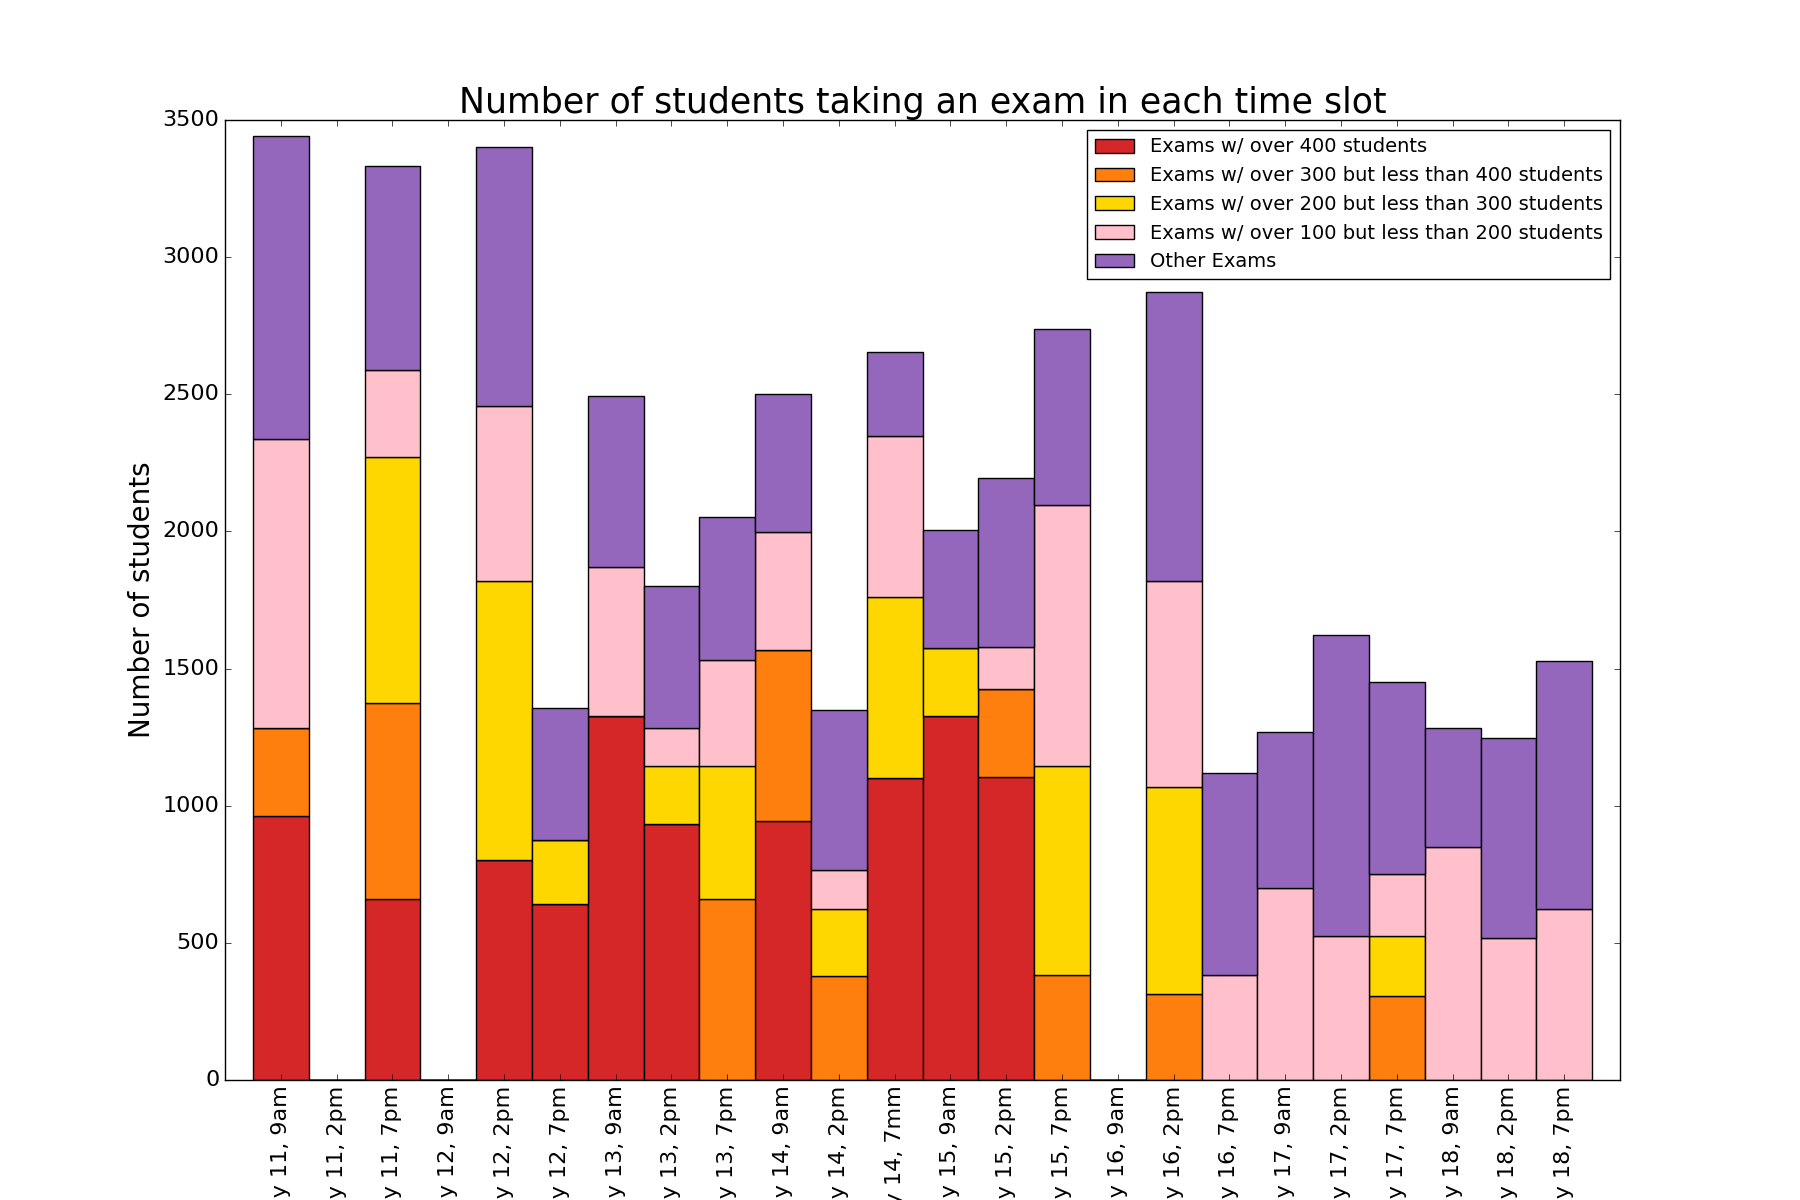 Number of students taking an exam in each time slot
Exams w/ over 400 students
Exams w/ over 300 but less than 400 students
Exams w/ over 200 but less than 300 students
Exams w/ over 100 but less than 200 students
Other Exams
Number of students
3500
3000
2500
2000
1500
1000
500
0
y 11, 9am
y 11, 2pm
y 11, 7pm
y 12, 9am
y 12, 2pm
y 12, 7pm
y 13, 9am
y 13, 2pm
y 13, 7pm
y 14, 9am
y 14, 2pm
y 14, 7mm
y 15, 9am
y 15, 2pm
y 15, 7pm
y 16, 9am
y 16, 2pm
y 16, 7pm
y 17, 9am
y 17, 2pm
y 17, 7pm
y 18, 9am
y 18, 2pm
y 18, 7pm